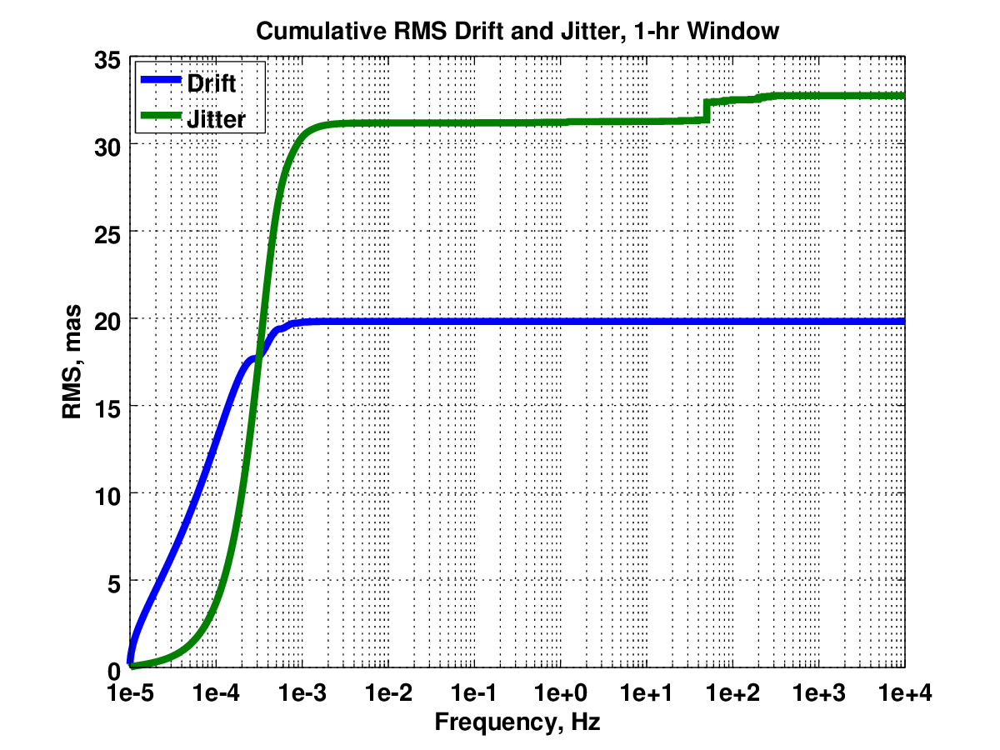 Cumulative RMS Drift and Jitter, 1-hr Window
35
30
25
20
15
10
5
0
Drift
Jitter
RMS, mas
1e-5 1e-4 1e-3 1e-2 1e-1 1e+0 1e+1 1e+2 1e+3 1e+4
Frequency, Hz